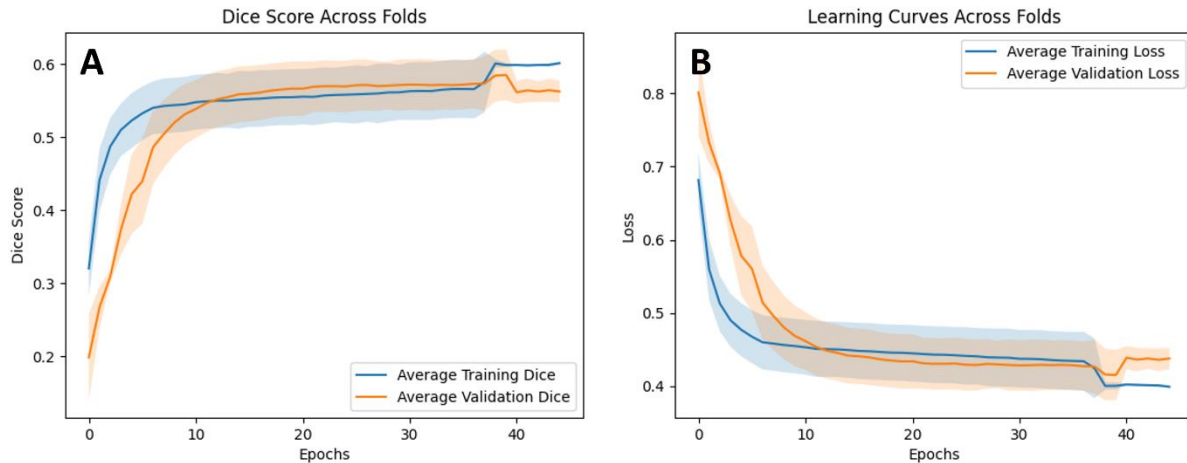 Dice Score Across Folds
A
0.6
0.5
0.4
0.3
0.2
Dice Score
Average Training Dice
Average Validation Dice
0
10
20
30
40
Epochs
Learning Curves Across Folds
B
Average Training Loss
Average Validation Loss
0.8
0.7
0.6
0.5
0.4
Loss
0
10
20
30
40
Epochs